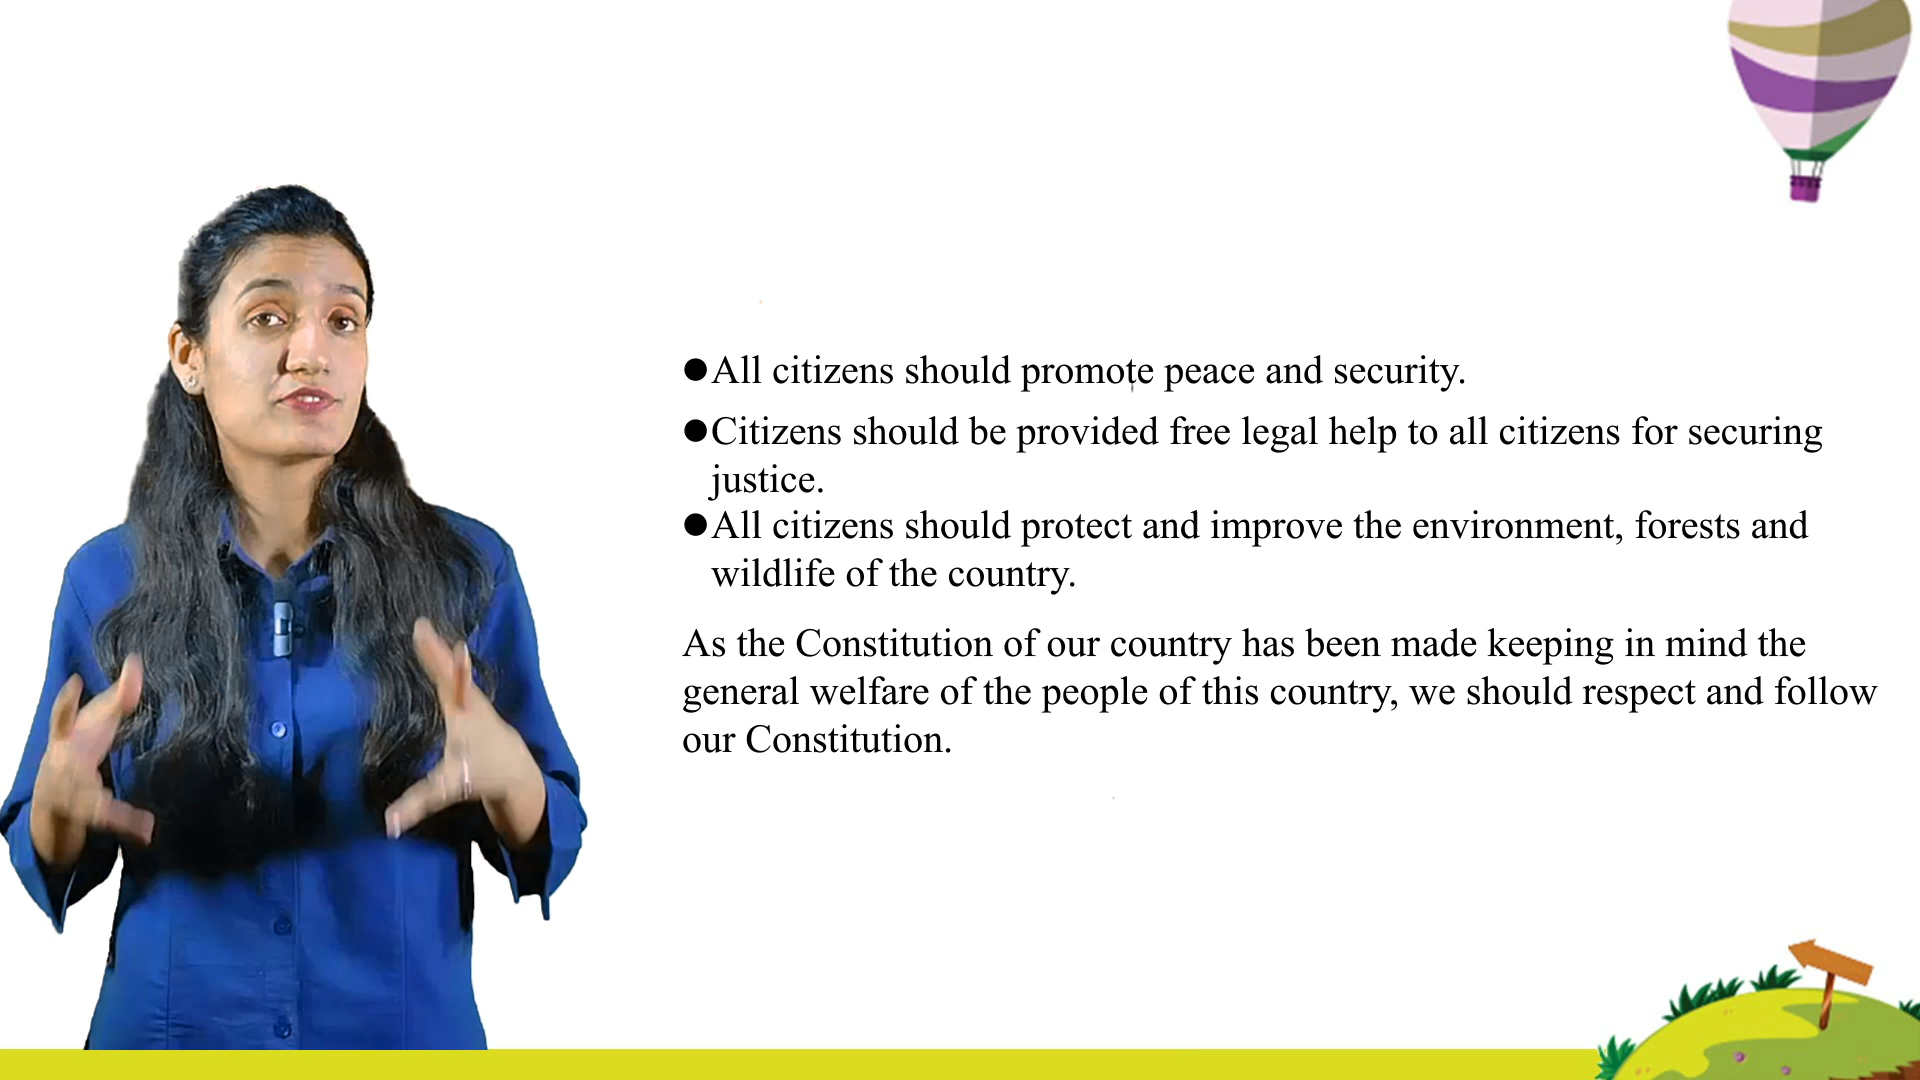 ●All citizens should promote peace and security.
●Citizens should be provided free legal help to all citizens for securing
justice.
●All citizens should protect and improve the environment, forests and
wildlife of the country.
As the Constitution of our country has been made keeping in mind the
general welfare of the people of this country, we should respect and follow
our Constitution.